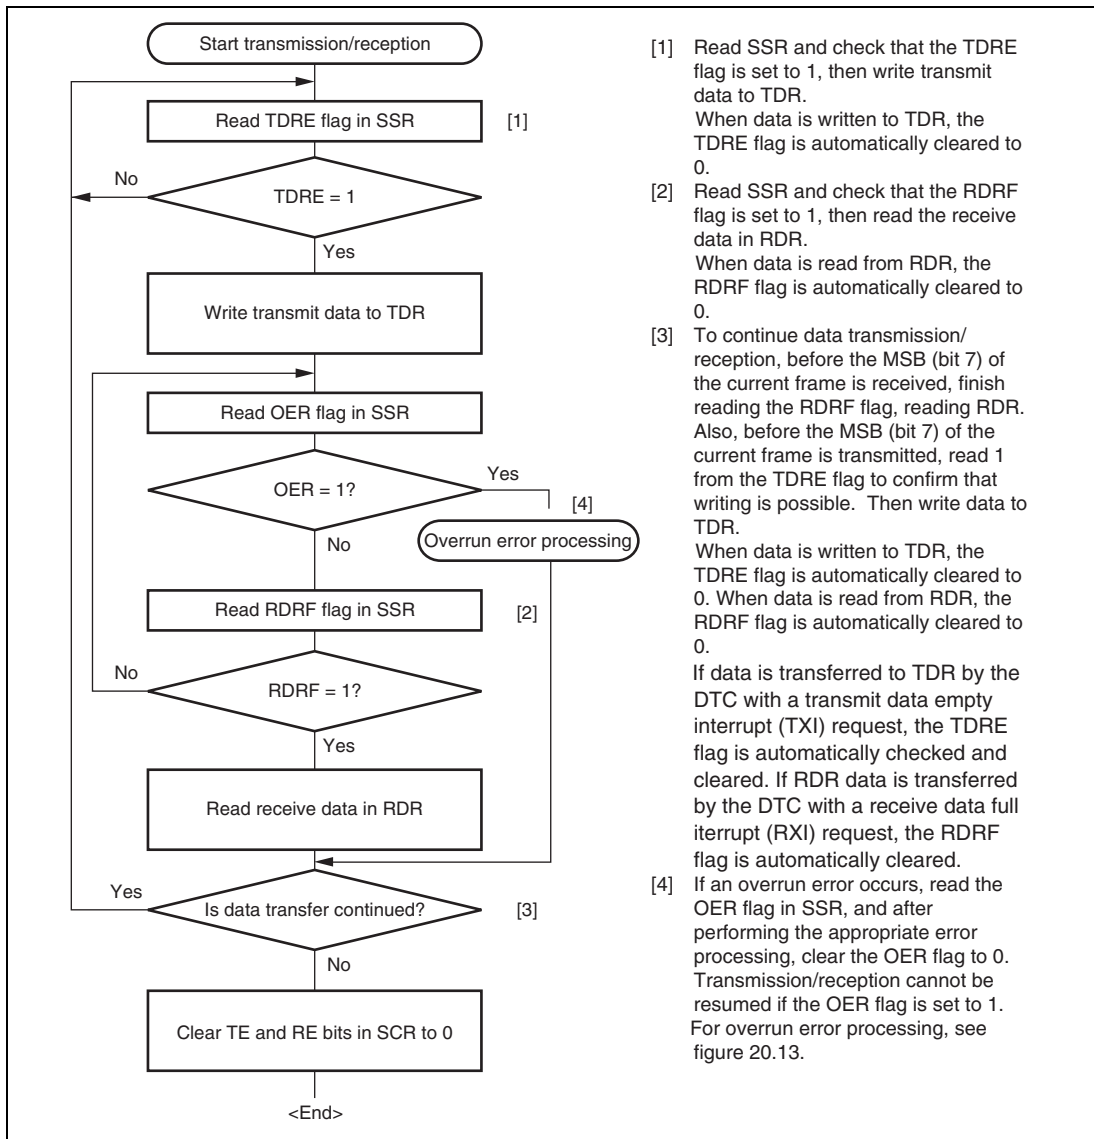 Start transmission/reception
Read TDRE flag in SSR
[1]
No
TDRE = 1
Yes
Write transmit data to TDR
Read OER flag in SSR
Yes
OER = 1?
[4]
No
Overrun error processing
Read RDRF flag in SSR
[2]
No
RDRF = 1?
Yes
Read receive data in RDR
Yes
Is data transfer continued?
[3]
No
Clear TE and RE bits in SCR to 0
<End>
[1] Read SSR and check that the TDRE
flag is set to 1, then write transmit
data to TDR.
When data is written to TDR, the
TDRE flag is automatically cleared to
0.
[2] Read SSR and check that the RDRF
flag is set to 1, then read the receive
data in RDR.
When data is read from RDR, the
RDRF flag is automatically cleared to
0.
[3] To continue data transmission/
reception, before the MSB (bit 7) of
the current frame is received, finish
reading the RDRF flag, reading RDR.
Also, before the MSB (bit 7) of the
current frame is transmitted, read 1
from the TDRE flag to confirm that
writing is possible. Then write data to
TDR.
When data is written to TDR, the
TDRE flag is automatically cleared to
0. When data is read from RDR, the
RDRF flag is automatically cleared to
0.
If data is transferred to TDR by the
DTC with a transmit data empty
interrupt (TXI) request, the TDRE
flag is automatically checked and
cleared. If RDR data is transferred
by the DTC with a receive data full
iterrupt (RXI) request, the RDRF
flag is automatically cleared.
[4] If an overrun error occurs, read the
OER flag in SSR, and after
performing the appropriate error
processing, clear the OER flag to 0.
Transmission/reception cannot be
resumed if the OER flag is set to 1.
For overrun error processing, see
figure 20.13.